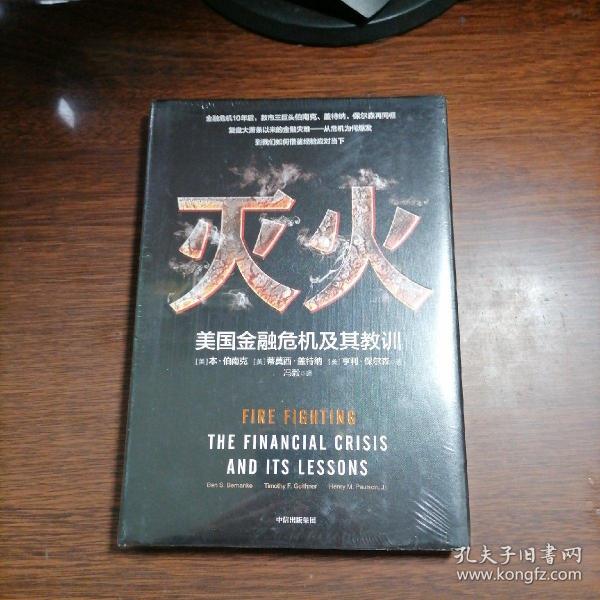 金融危机10年后，救市三巨头伯南克、盖特纳、保尔森再同框
复盘大萧条以来的金融灾难——从危机为何爆发
到我们如何借鉴经验应对当下
灭火
美国金融危机及其教训
[美]本·伯南克 [美]蒂莫西·盖特纳 [美]亨利·保尔森 著
冯毅 译
FIRE FIGHTING
THE FINANCIAL CRISIS
AND ITS LESSONS
Ben S. Bernanke Timothy F. Geithner Henry M. Paulson, Jr.
中信出版集团
孔夫子旧书网
www.kongfz.com